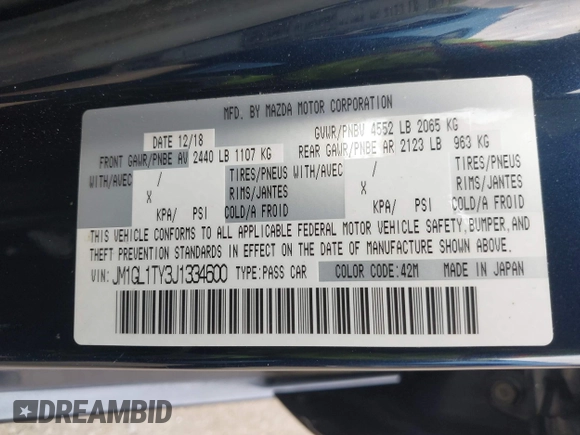 MFD. BY MAZDA MOTOR CORPORATION
DATE 12/18 GVWR/PNBV 4552 LB 2065 KG
FRONT GAWR/PNBE AV 2440 LB 1107 KG REAR GAWR/PNBE AR 2123 LB 963 KG
WITH/AVEC / TIRES/PNEUS WITH/AVEC / TIRES/PNEUS
X RIMS/JANTES X RIMS/JANTES
KPA/ PSI COLD/A FROID KPA/ PSI COLD/A FROID
THIS VEHICLE CONFORMS TO ALL APPLICABLE FEDERAL MOTOR VEHICLE SAFETY, BUMPER, AND
THEFT PREVENTION STANDARDS IN EFFECT ON THE DATE OF MANUFACTURE SHOWN ABOVE.
VIN: JM1GL1TY3J1334600 TYPE: PASS CAR COLOR CODE: 42M MADE IN JAPAN
DREAMBID